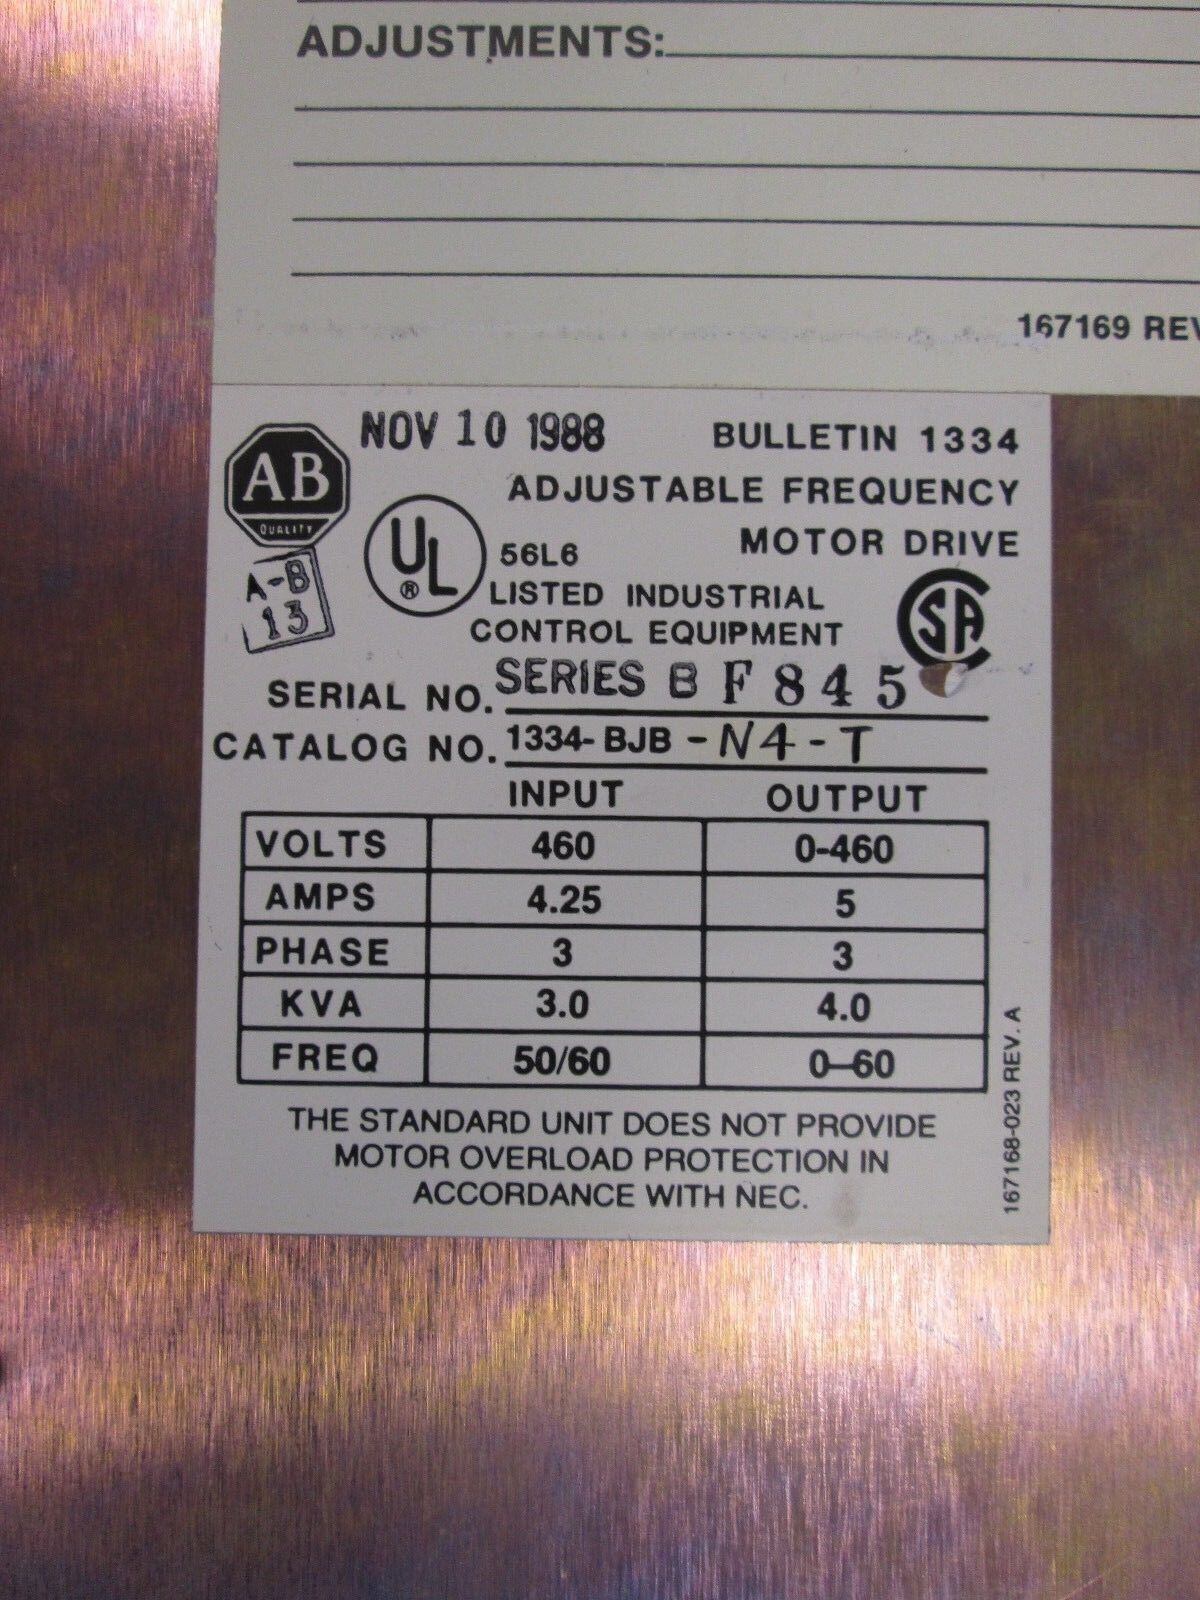 ADJUSTMENTS:
167169 REV
AB
QUALITY
NOV 10 1988
BULLETIN 1334
ADJUSTABLE FREQUENCY
MOTOR DRIVE
A-B
13
UL
®
56L6
LISTED INDUSTRIAL
CONTROL EQUIPMENT
SA
SERIAL NO. SERIES B F 8 4 5
CATALOG NO. 1334-BJB-N4-T
INPUT OUTPUT
VOLTS 460 0-460
AMPS 4.25 5
PHASE 3 3
KVA 3.0 4.0
FREQ 50/60 0-60
THE STANDARD UNIT DOES NOT PROVIDE
MOTOR OVERLOAD PROTECTION IN
ACCORDANCE WITH NEC.
167168-023 REV. A